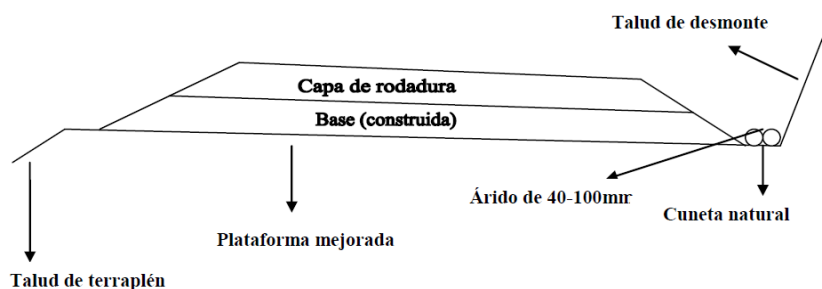 Talud de desmonte
Capa de rodadura
Base (construida)
Árido de 40-100mm
Cuneta natural
Plataforma mejorada
Talud de terraplén